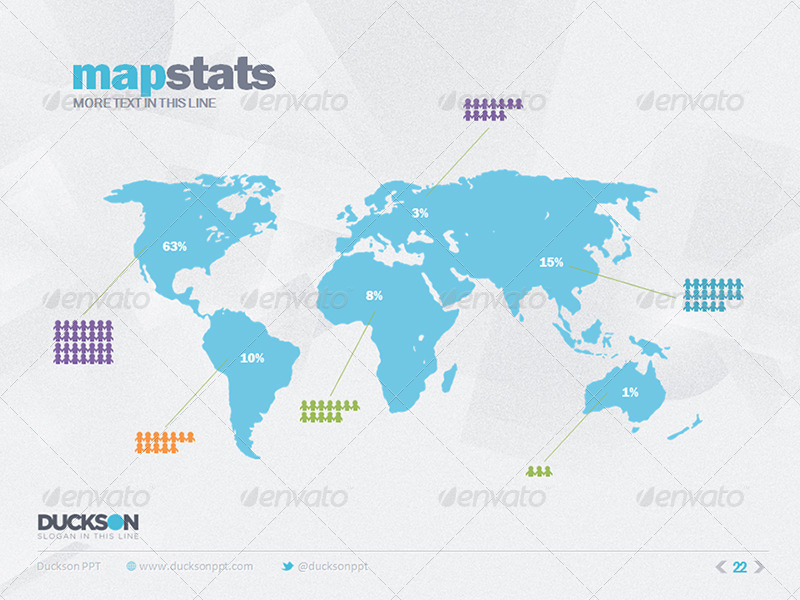 mapstats
MORE TEXT IN THIS LINE
envato envato envato envato
3%
63%
15%
8%
envato envato envato envato
10%
1%
envato envato envato envato
DUCKSON
SLOGAN IN THIS LINE
Duckson PPT www.ducksonppt.com @ducksonppt 22